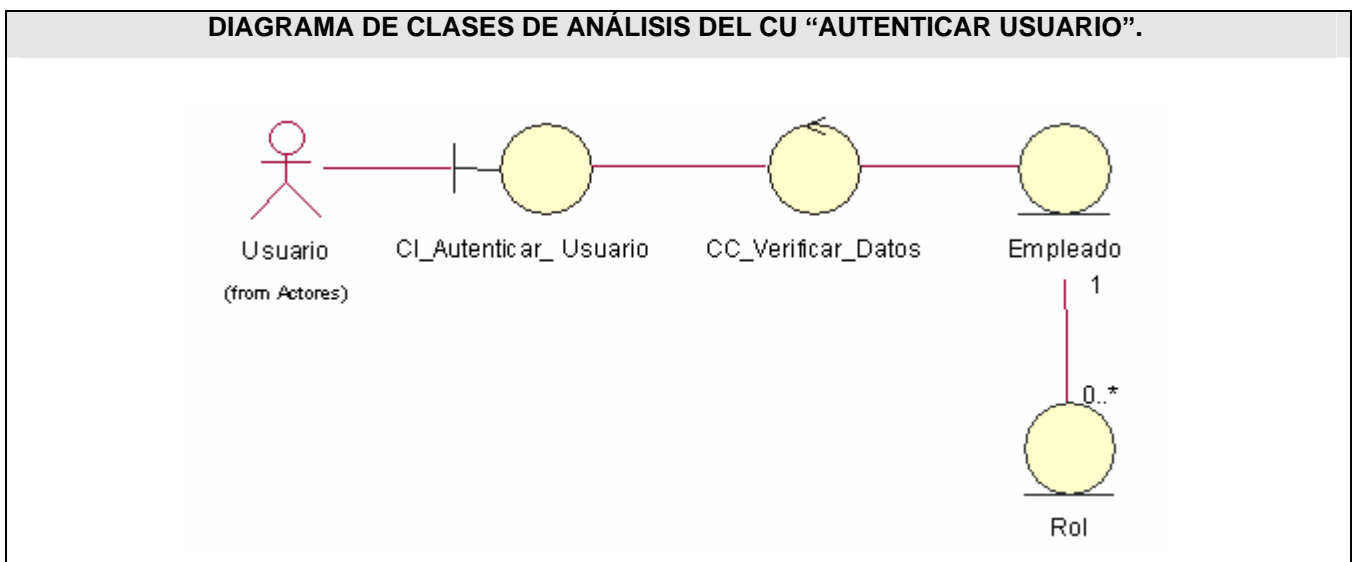 DIAGRAMA DE CLASES DE ANÁLISIS DEL CU “AUTENTICAR USUARIO”.
Usuario
(from Actores)
CI_Autenticar_ Usuario
CC_Verificar_Datos
Empleado
1
0..*
Rol